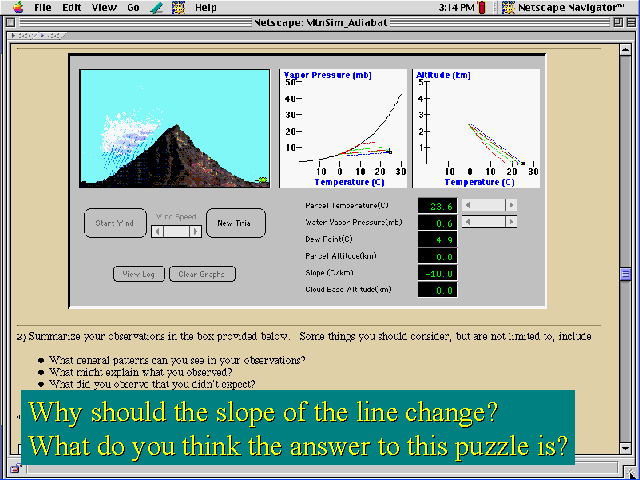 File Edit View Go Help 3:14 PM Netscape Navigator™
Netscape: MtnSim_Adiabat
Vapor Pressure (mb)
50
40
30
20
10
10 0 10 20 30
Temperature (C)
Altitude (km)
5
4
3
2
1
10 0 10 20 30
Temperature (C)
Start Wind
Wind Speed
New Trial
View Log
Clear Graphs
Parcel Temperature(C) 23.6
Water Vapor Pressure(mb) 0.6
Dew Point(C) 4.9
Parcel Altitude(km) 0.0
Slope (C/km) -10.0
Cloud Base Altitude(km) 0.0
2) Summarize your observations in the box provided below. Some things you should consider, but are not limited to, include
● What general patterns can you see in your observations?
● What might explain what you observed?
● What did you observe that you didn't expect?
Why should the slope of the line change?
What do you think the answer to this puzzle is?